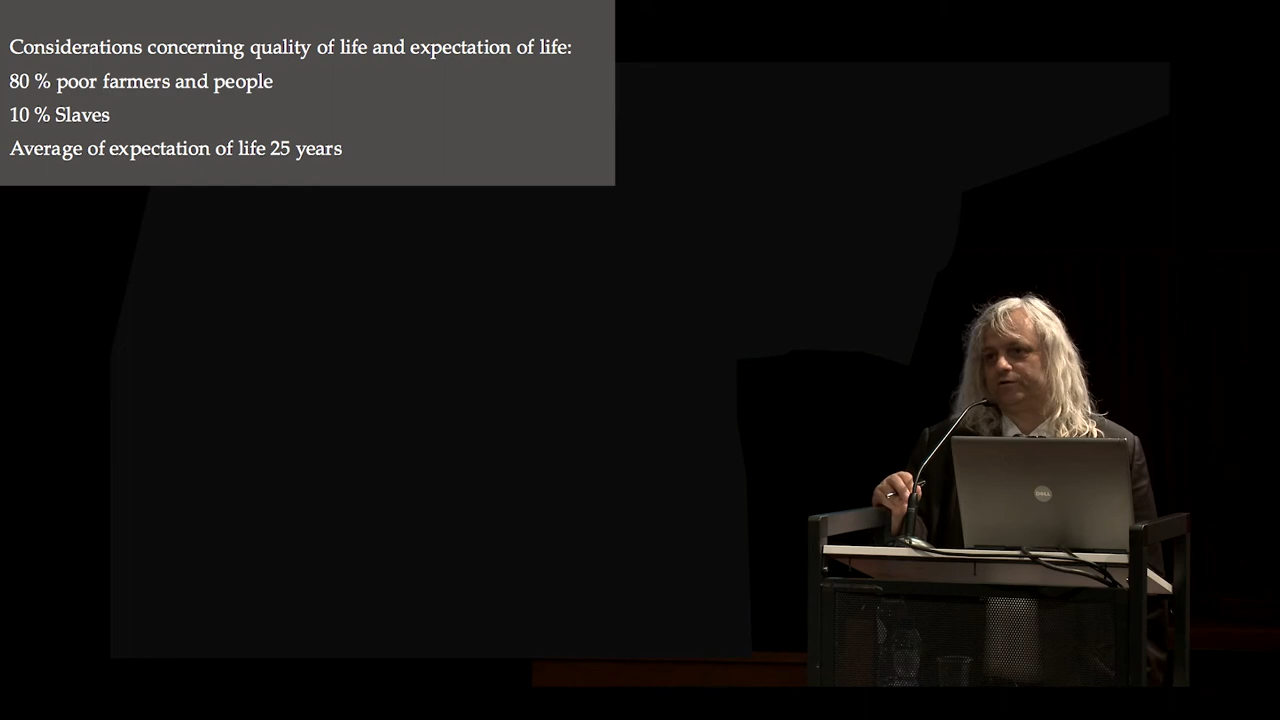 Considerations concerning quality of life and expectation of life:
80 % poor farmers and people
10 % Slaves
Average of expectation of life 25 years
DELL